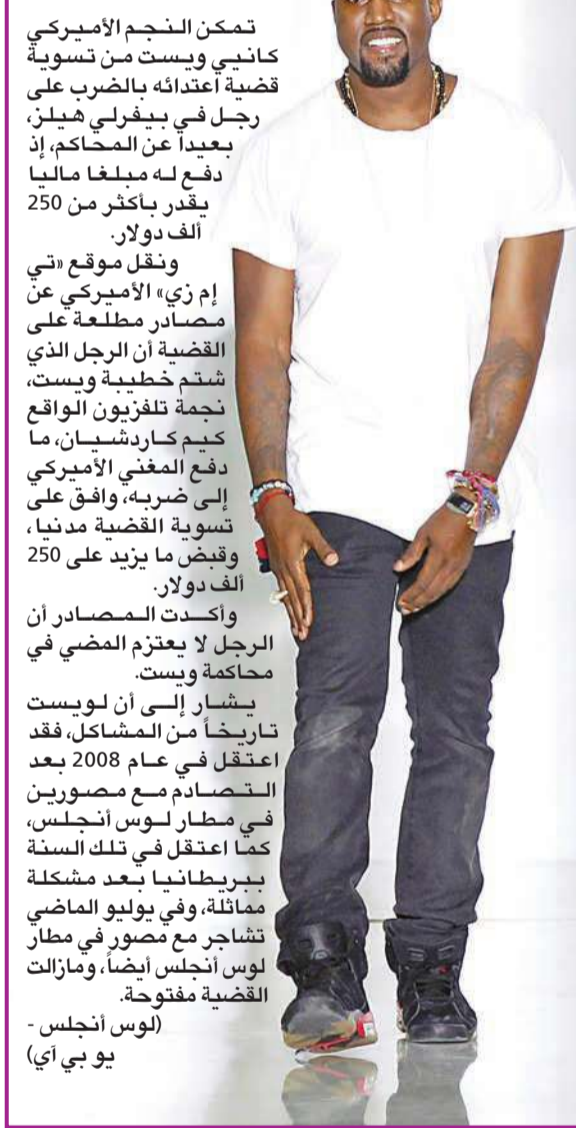 تمكن النجم الأميركي
كانيي ويست من تسوية
قضية اعتدائه بالضرب على
رجل في بيفرلي هيلز،
بعيدا عن المحاكم، إذ
دفع له مبلغا ماليا
يقدر بأكثر من 250
ألف دولار.
ونقل موقع «تي
إم زي» الأميركي عن
مصادر مطلعة على
القضية أن الرجل الذي
شتم خطيبة ويست،
نجمة تلفزيون الواقع
كيم كاردشيان، ما
دفع المغني الأميركي
إلى ضربه، وافق على
تسوية القضية مدنيا،
وقبض ما يزيد على 250
ألف دولار.
وأكدت المصادر أن
الرجل لا يعتزم المضي في
محاكمة ويست.
يشار إلى أن لويست
تاريخاً من المشاكل، فقد
اعتقل في عام 2008 بعد
التصادم مع مصورين
في مطار لوس أنجلس،
كما اعتقل في تلك السنة
ببريطانيا بعد مشكلة
مماثلة، وفي يوليو الماضي
تشاجر مع مصور في مطار
لوس أنجلس أيضاً، ومازالت
القضية مفتوحة.
(لوس أنجلس -
يو بي آي)